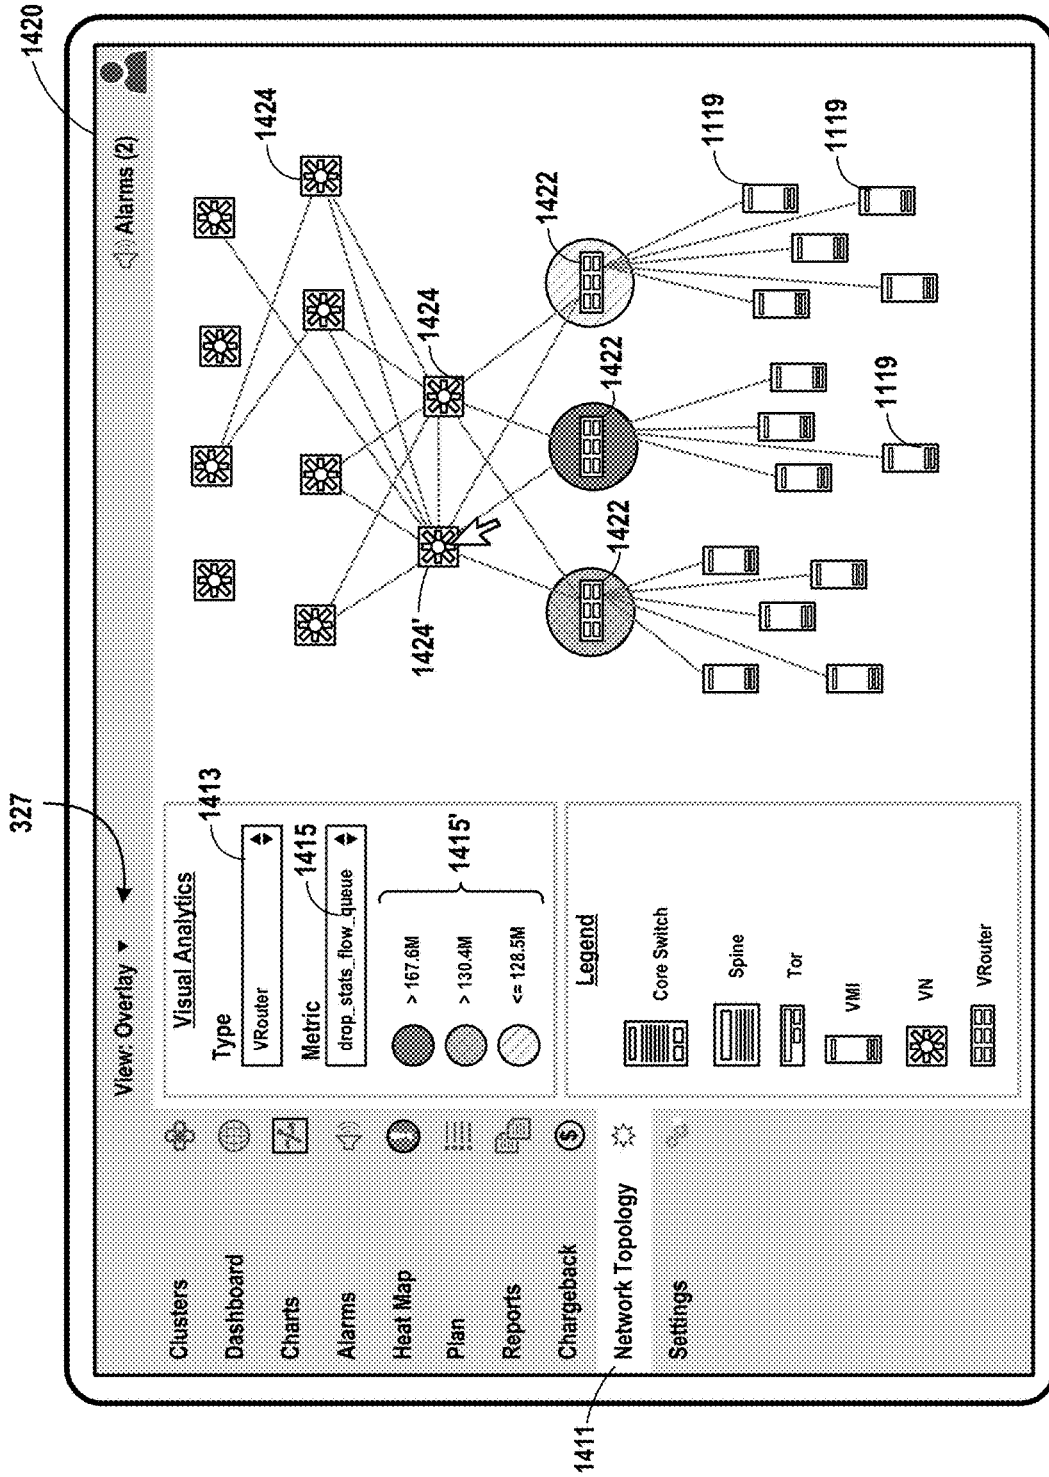 1420
327
View: Overlay
Alarms (2)
Clusters
Dashboard
Charts
Alarms
Heat Map
Plan
Reports
Chargeback
$
Network Topology
Settings
1411
Visual Analytics
Type
VRouter
1413
Metric
1415
drop_stats_flow_queue
> 167.6M
> 130.4M
<= 128.5M
1415'
Legend
Core Switch
Spine
Tor
VMI
VN
VRouter
1424
1424
1424'
1422
1422
1422
1119
1119
1119